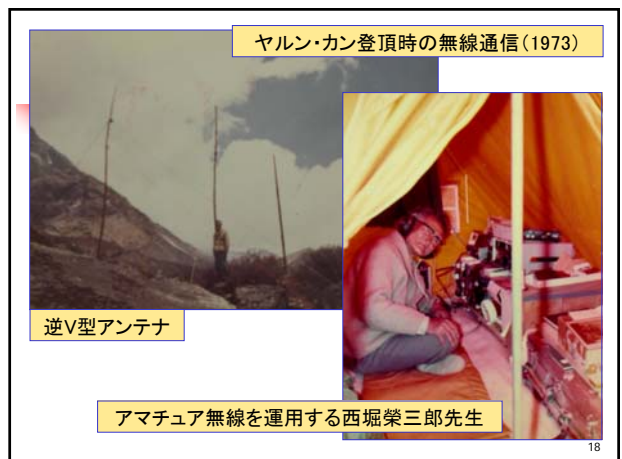 ヤルン・カン登頂時の無線通信(1973)
逆V型アンテナ
アマチュア無線を運用する西堀榮三郎先生
18